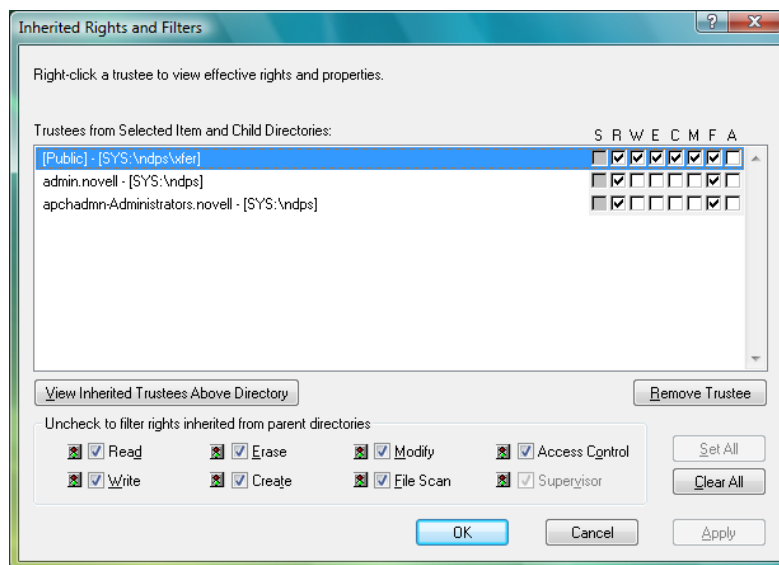 Inherited Rights and Filters
Right-click a trustee to view effective rights and properties.
Trustees from Selected Item and Child Directories: S R W E C M F A
[Public] - [SYS:\ndps\xfer]
admin.novell - [SYS:\ndps]
apchadmn-Administrators.novell - [SYS:\ndps]
View Inherited Trustees Above Directory Remove Trustee
Uncheck to filter rights inherited from parent directories
Read Erase Modify Access Control Set All
Write Create File Scan Supervisor Clear All
OK Cancel Apply